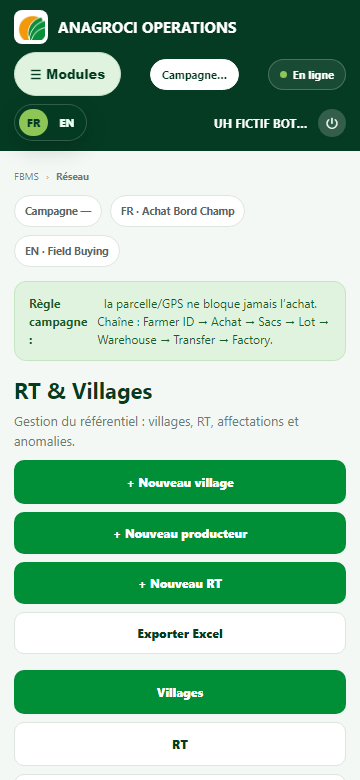 ANAGROCI OPERATIONS
☰ Modules
Campagne...
En ligne
FR
EN
UH FICTIF BOT...
FBMS › Réseau
Campagne —
FR · Achat Bord Champ
EN · Field Buying
Règle campagne : la parcelle/GPS ne bloque jamais l’achat.
Chaîne : Farmer ID → Achat → Sacs → Lot →
Warehouse → Transfer → Factory.
RT & Villages
Gestion du référentiel : villages, RT, affectations et
anomalies.
+ Nouveau village
+ Nouveau producteur
+ Nouveau RT
Exporter Excel
Villages
RT